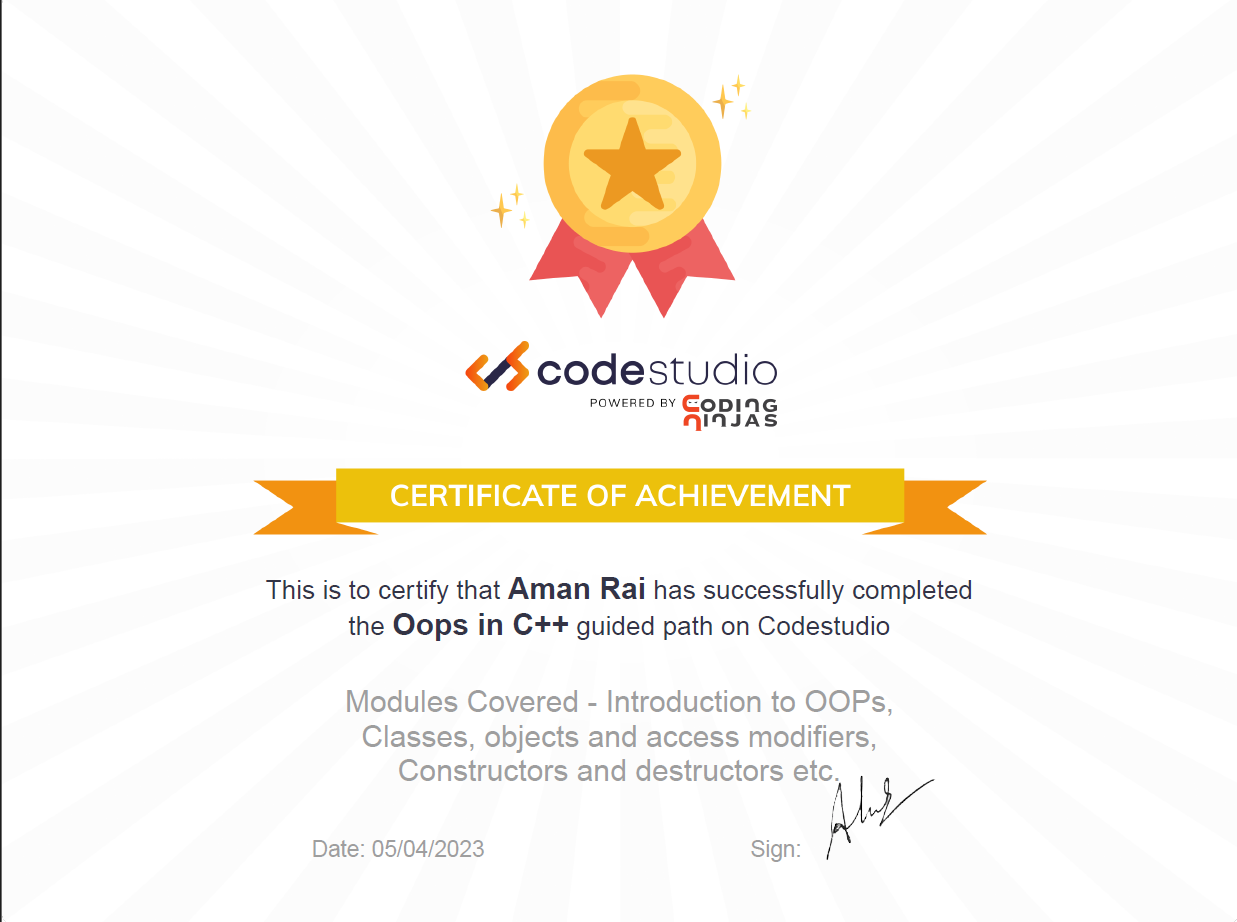 codestudio
POWERED BY CODING
NINJAS
CERTIFICATE OF ACHIEVEMENT
This is to certify that Aman Rai has successfully completed
the Oops in C++ guided path on Codestudio
Modules Covered - Introduction to OOPs,
Classes, objects and access modifiers,
Constructors and destructors etc.
Date: 05/04/2023
Sign: